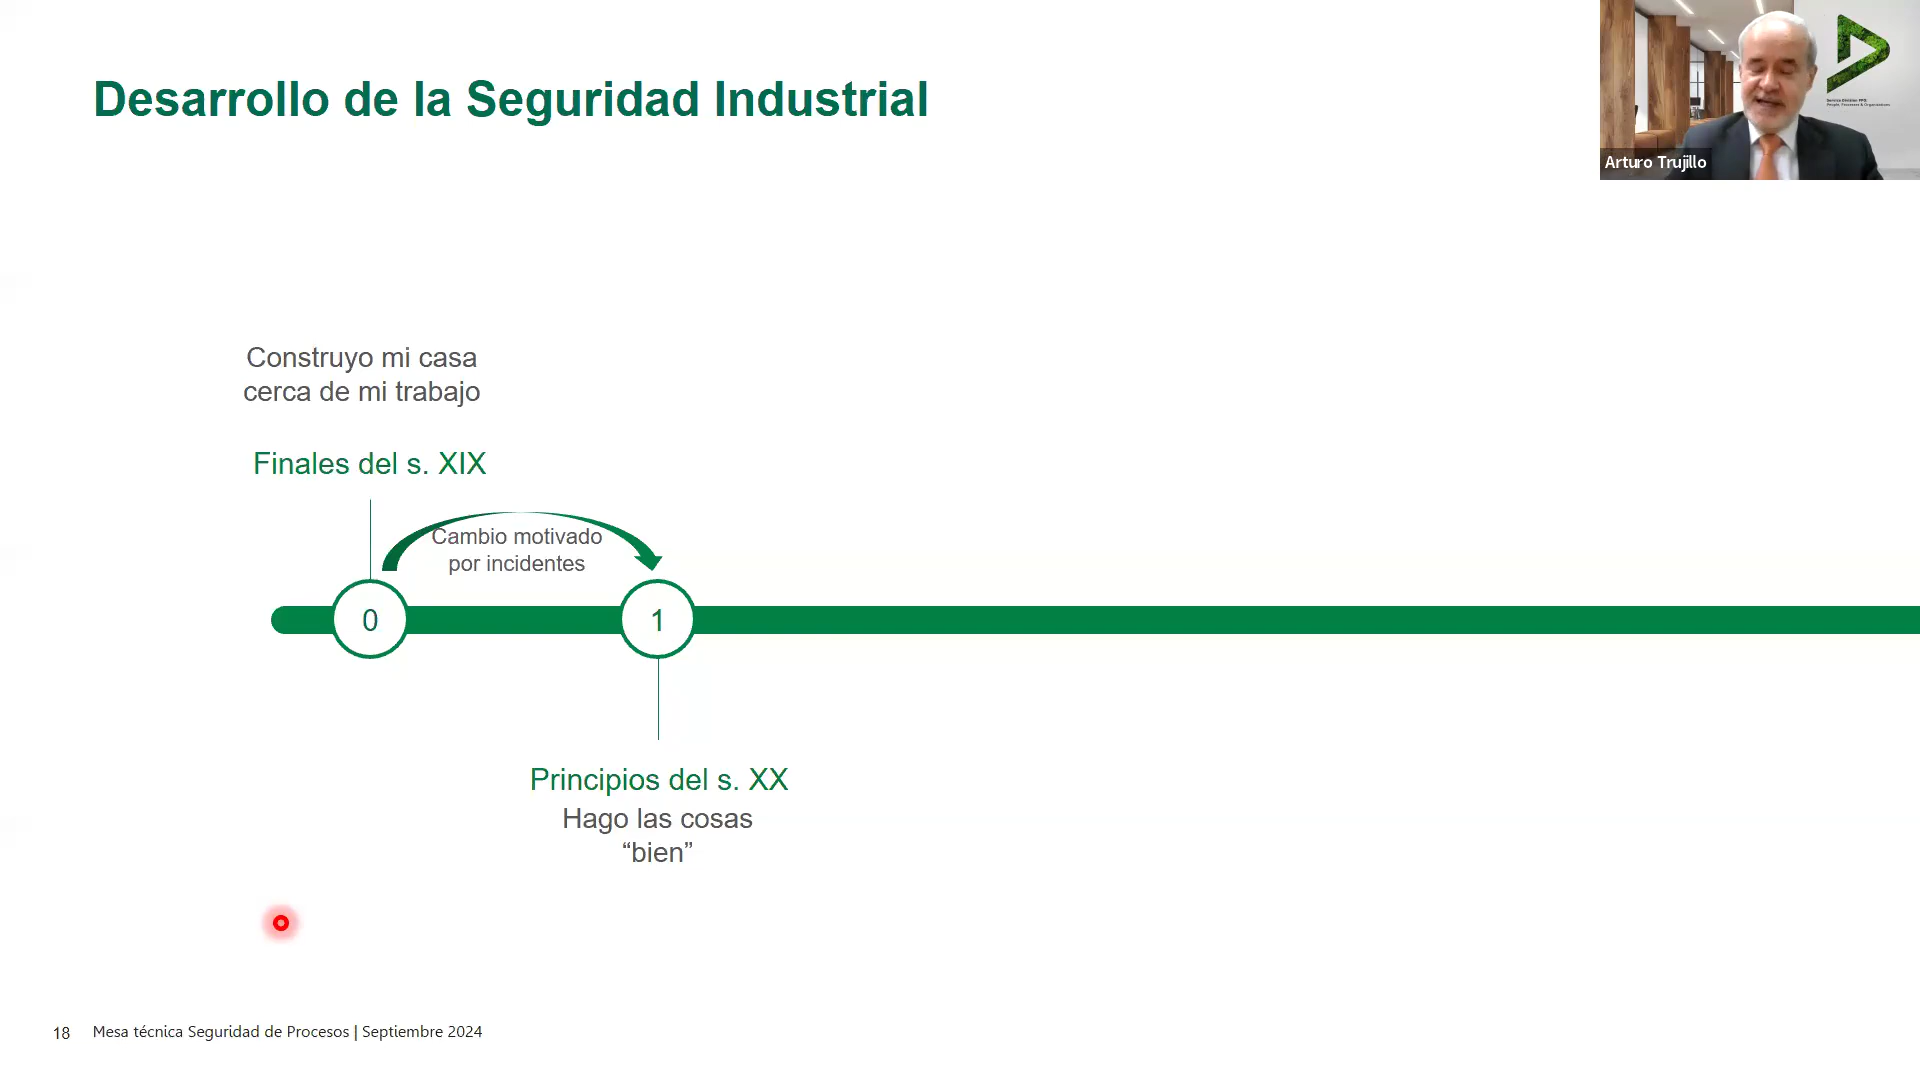 Desarrollo de la Seguridad Industrial
Arturo Trujillo
Construyo mi casa
cerca de mi trabajo
Finales del s. XIX
Cambio motivado
por incidentes
0
1
Principios del s. XX
Hago las cosas
“bien”
18 Mesa técnica Seguridad de Procesos | Septiembre 2024